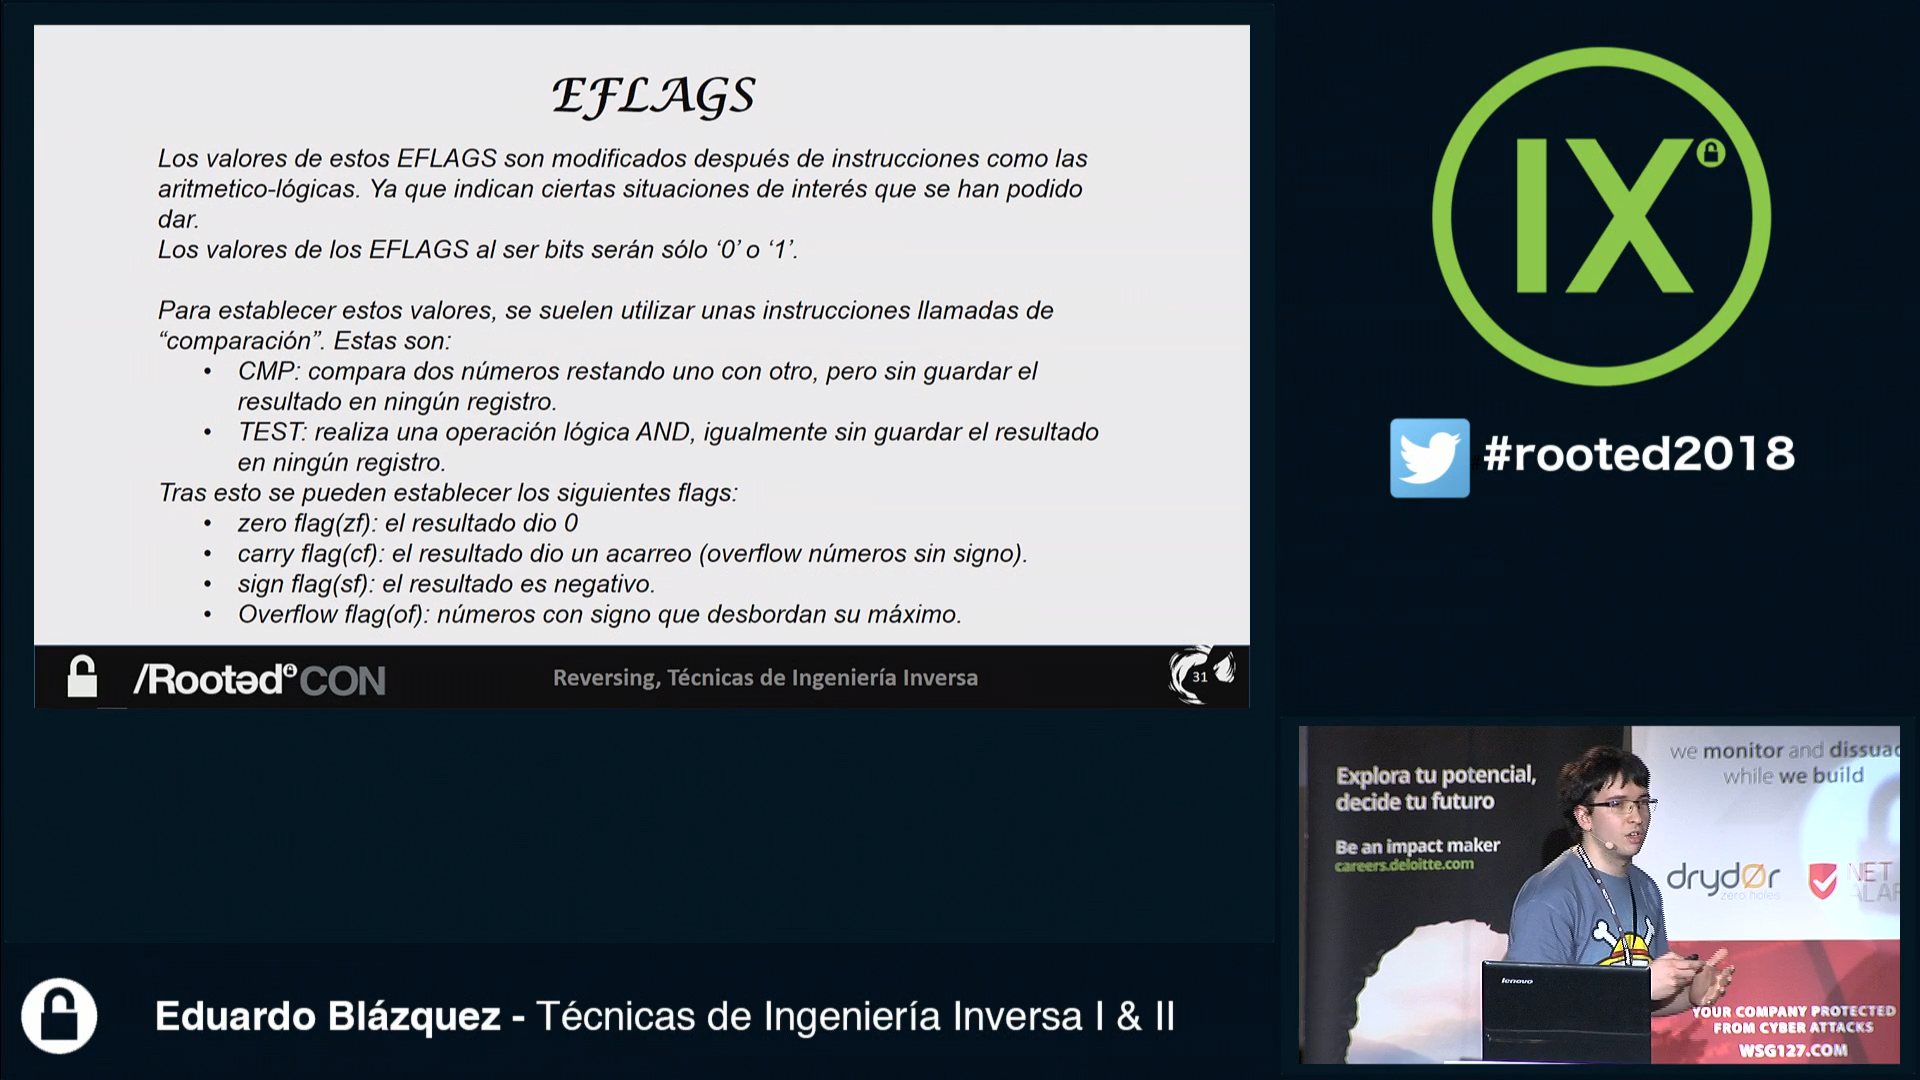 EFLAGS
Los valores de estos EFLAGS son modificados después de instrucciones como las
aritmetico-lógicas. Ya que indican ciertas situaciones de interés que se han podido
dar.
Los valores de los EFLAGS al ser bits serán sólo ‘0’ o ‘1’.
Para establecer estos valores, se suelen utilizar unas instrucciones llamadas de
“comparación”. Estas son:
• CMP: compara dos números restando uno con otro, pero sin guardar el
resultado en ningún registro.
• TEST: realiza una operación lógica AND, igualmente sin guardar el resultado
en ningún registro.
Tras esto se pueden establecer los siguientes flags:
• zero flag(zf): el resultado dio 0
• carry flag(cf): el resultado dio un acarreo (overflow números sin signo).
• sign flag(sf): el resultado es negativo.
• Overflow flag(of): números con signo que desbordan su máximo.
/Rootəd CON
Reversing, Técnicas de Ingeniería Inversa
31
IX
#rooted2018
Explora tu potencial,
decide tu futuro
Be an impact maker
careers.deloitte.com
we monitor and dissuac
while we build
drydØr
zero holes
NET
ALAR
lenovo
YOUR COMPANY PROTECTED
FROM CYBER ATTACKS
WSG127.COM
Eduardo Blázquez - Técnicas de Ingeniería Inversa I & II